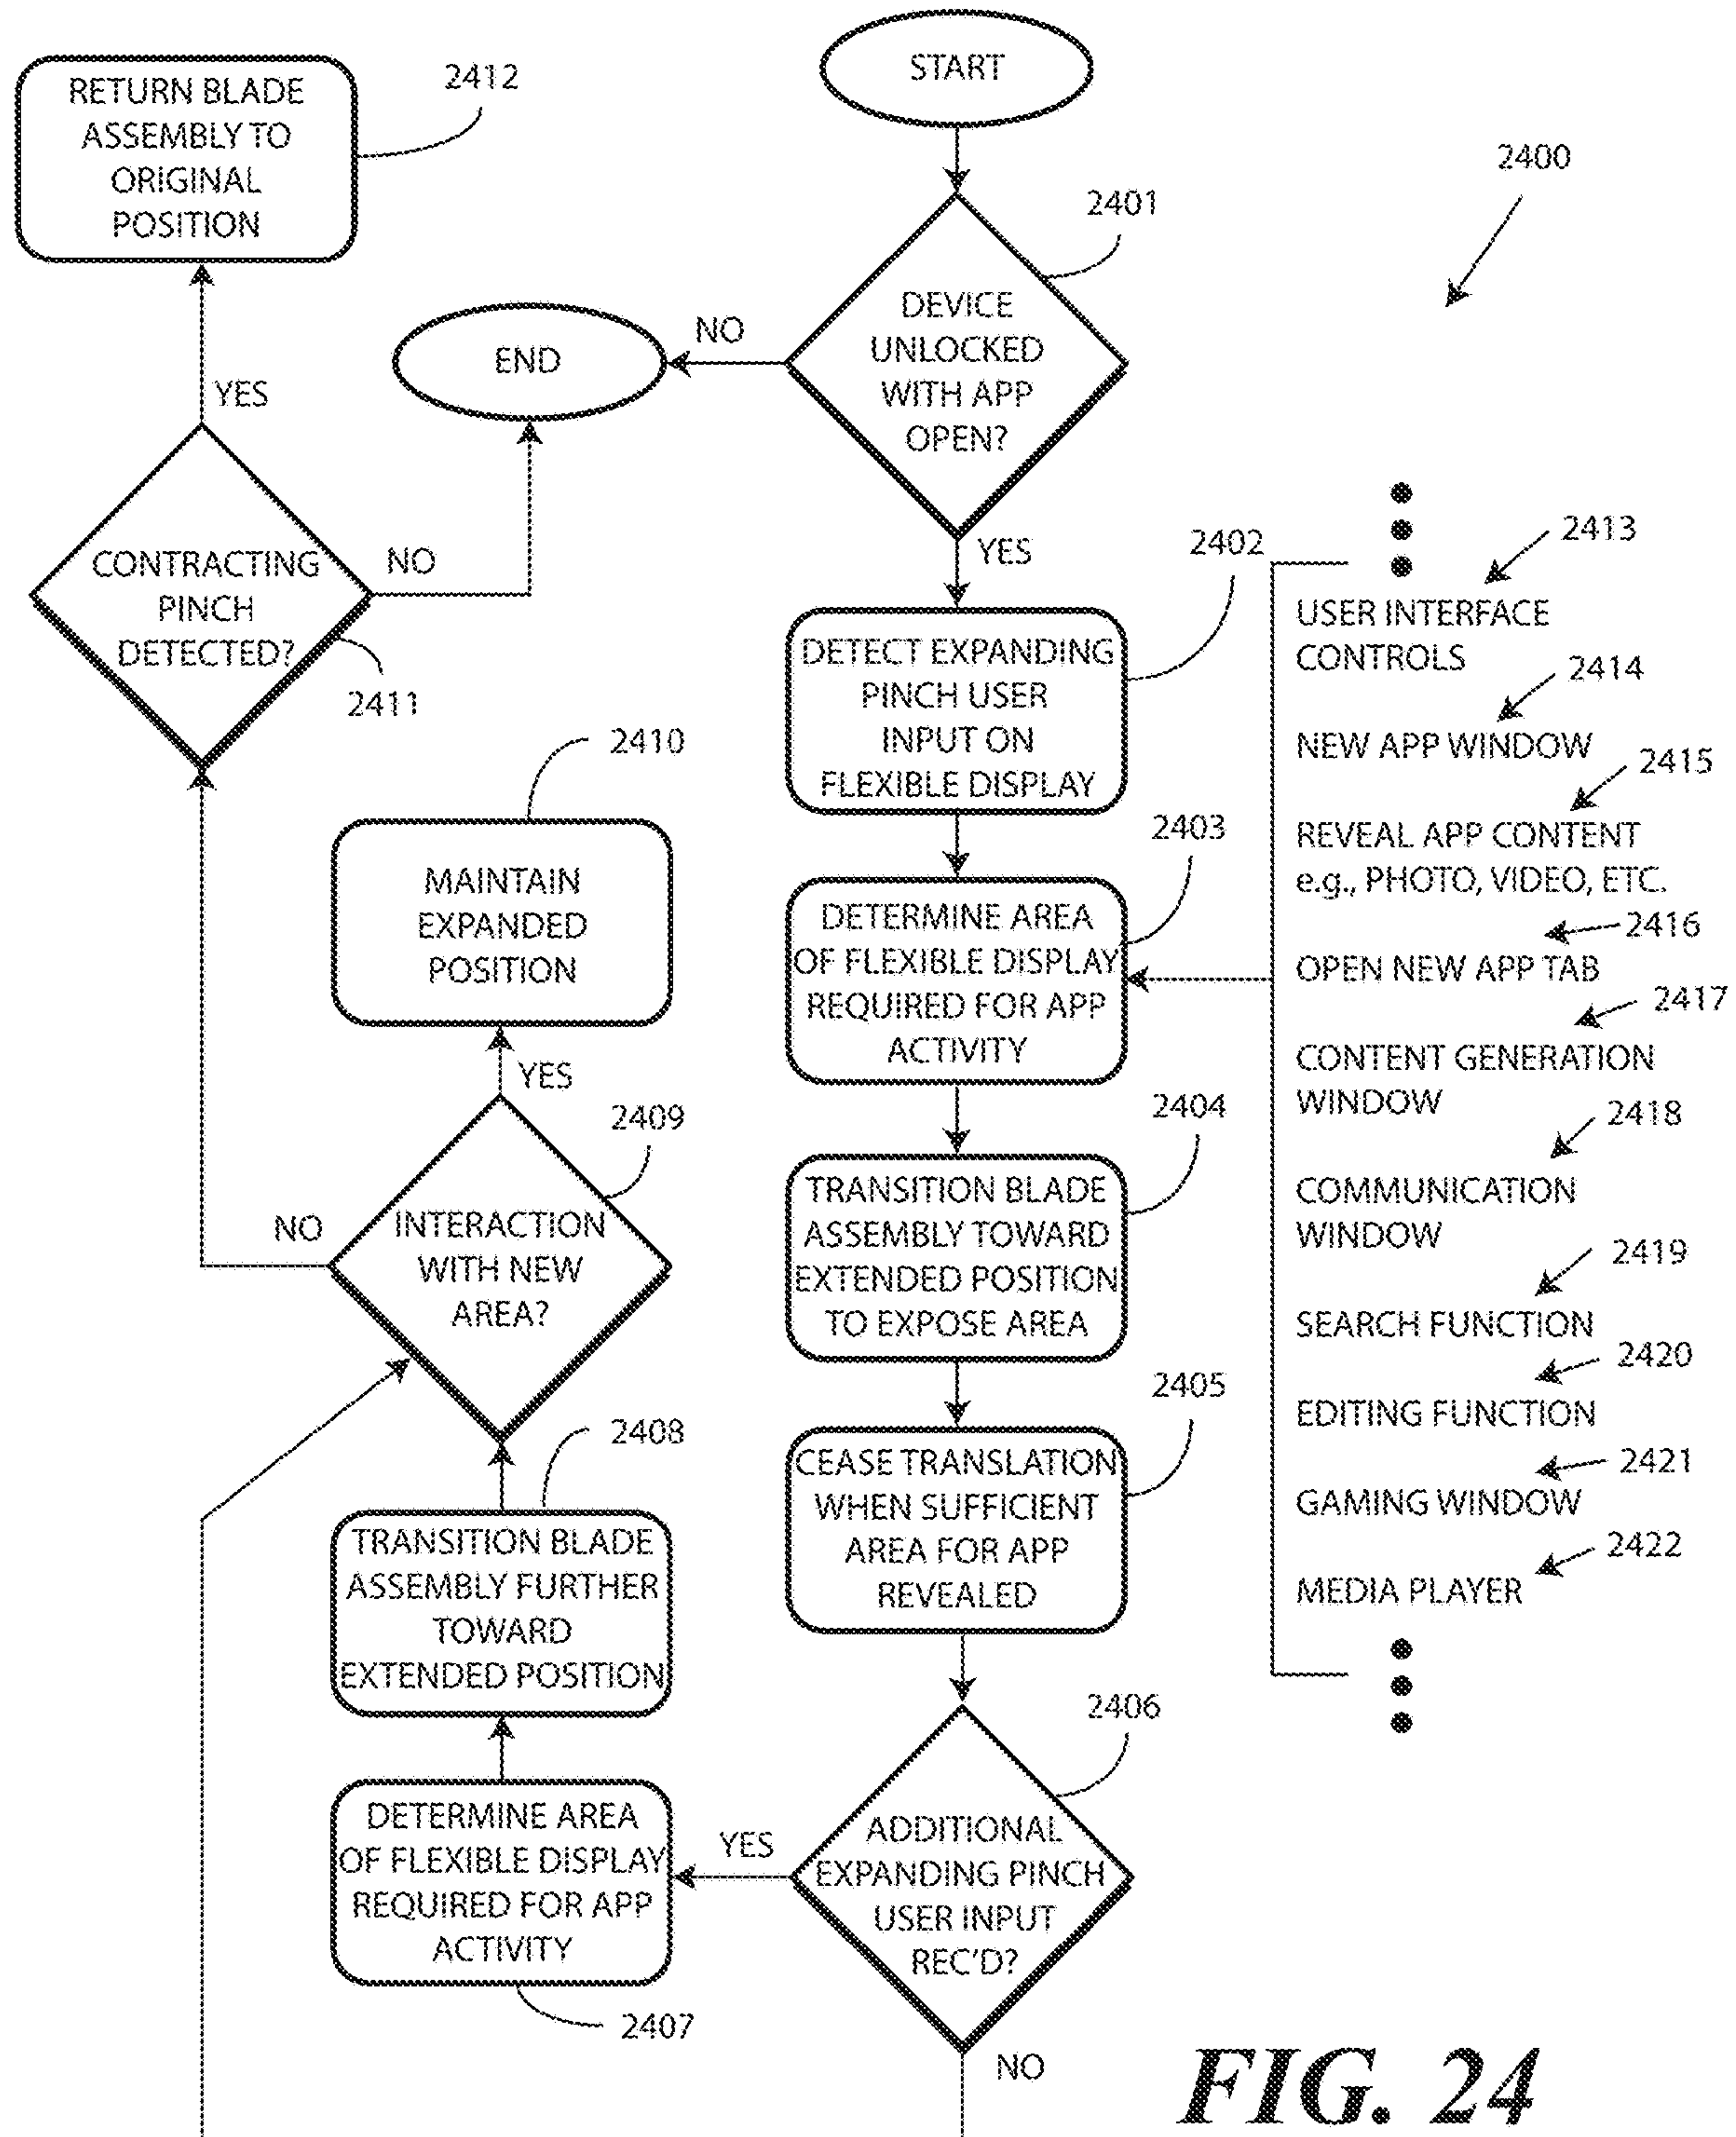 START
2400
2401
DEVICE
UNLOCKED
WITH APP
OPEN?
NO
END
YES
2402
DETECT EXPANDING
PINCH USER
INPUT ON
FLEXIBLE DISPLAY
2403
DETERMINE AREA
OF FLEXIBLE DISPLAY
REQUIRED FOR APP
ACTIVITY
2413
USER INTERFACE
CONTROLS
2414
NEW APP WINDOW
2415
REVEAL APP CONTENT
e.g., PHOTO, VIDEO, ETC.
2416
OPEN NEW APP TAB
2417
CONTENT GENERATION
WINDOW
2418
COMMUNICATION
WINDOW
2419
SEARCH FUNCTION
2420
EDITING FUNCTION
2421
GAMING WINDOW
2422
MEDIA PLAYER
2404
TRANSITION BLADE
ASSEMBLY TOWARD
EXTENDED POSITION
TO EXPOSE AREA
2405
CEASE TRANSLATION
WHEN SUFFICIENT
AREA FOR APP
REVEALED
2406
ADDITIONAL
EXPANDING PINCH
USER INPUT
REC'D?
YES
NO
2407
DETERMINE AREA
OF FLEXIBLE DISPLAY
REQUIRED FOR APP
ACTIVITY
2408
TRANSITION BLADE
ASSEMBLY FURTHER
TOWARD
EXTENDED POSITION
2409
INTERACTION
WITH NEW
AREA?
YES
NO
2410
MAINTAIN
EXPANDED
POSITION
2411
CONTRACTING
PINCH
DETECTED?
NO
YES
2412
RETURN BLADE
ASSEMBLY TO
ORIGINAL
POSITION
FIG. 24